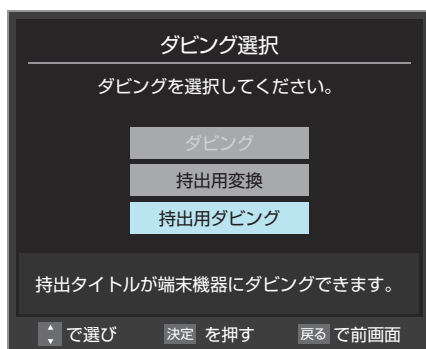 ダビング選択
ダビングを選択してください。
ダビング
持出用変換
持出用ダビング
持出タイトルが端末機器にダビングできます。
で選び 決定 を押す 戻る で前画面